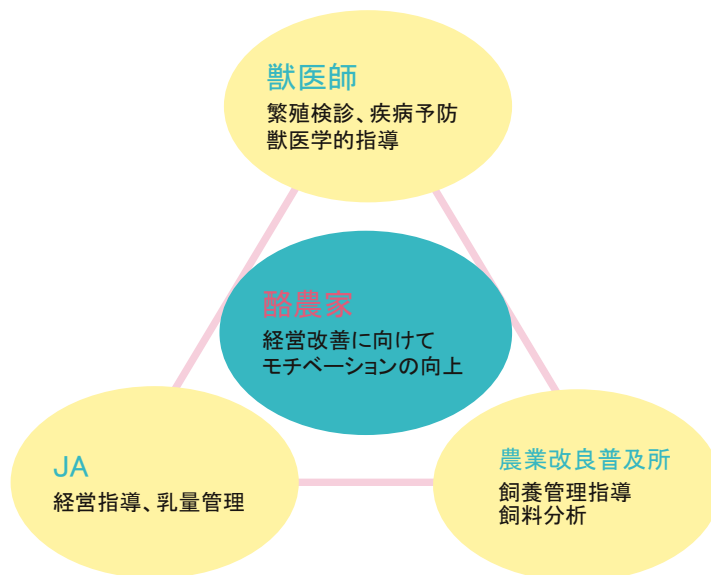 獣医師
繁殖検診、疾病予防
獣医学的指導
酪農家
経営改善に向けて
モチベーションの向上
JA
経営指導、乳量管理
農業改良普及所
飼養管理指導
飼料分析